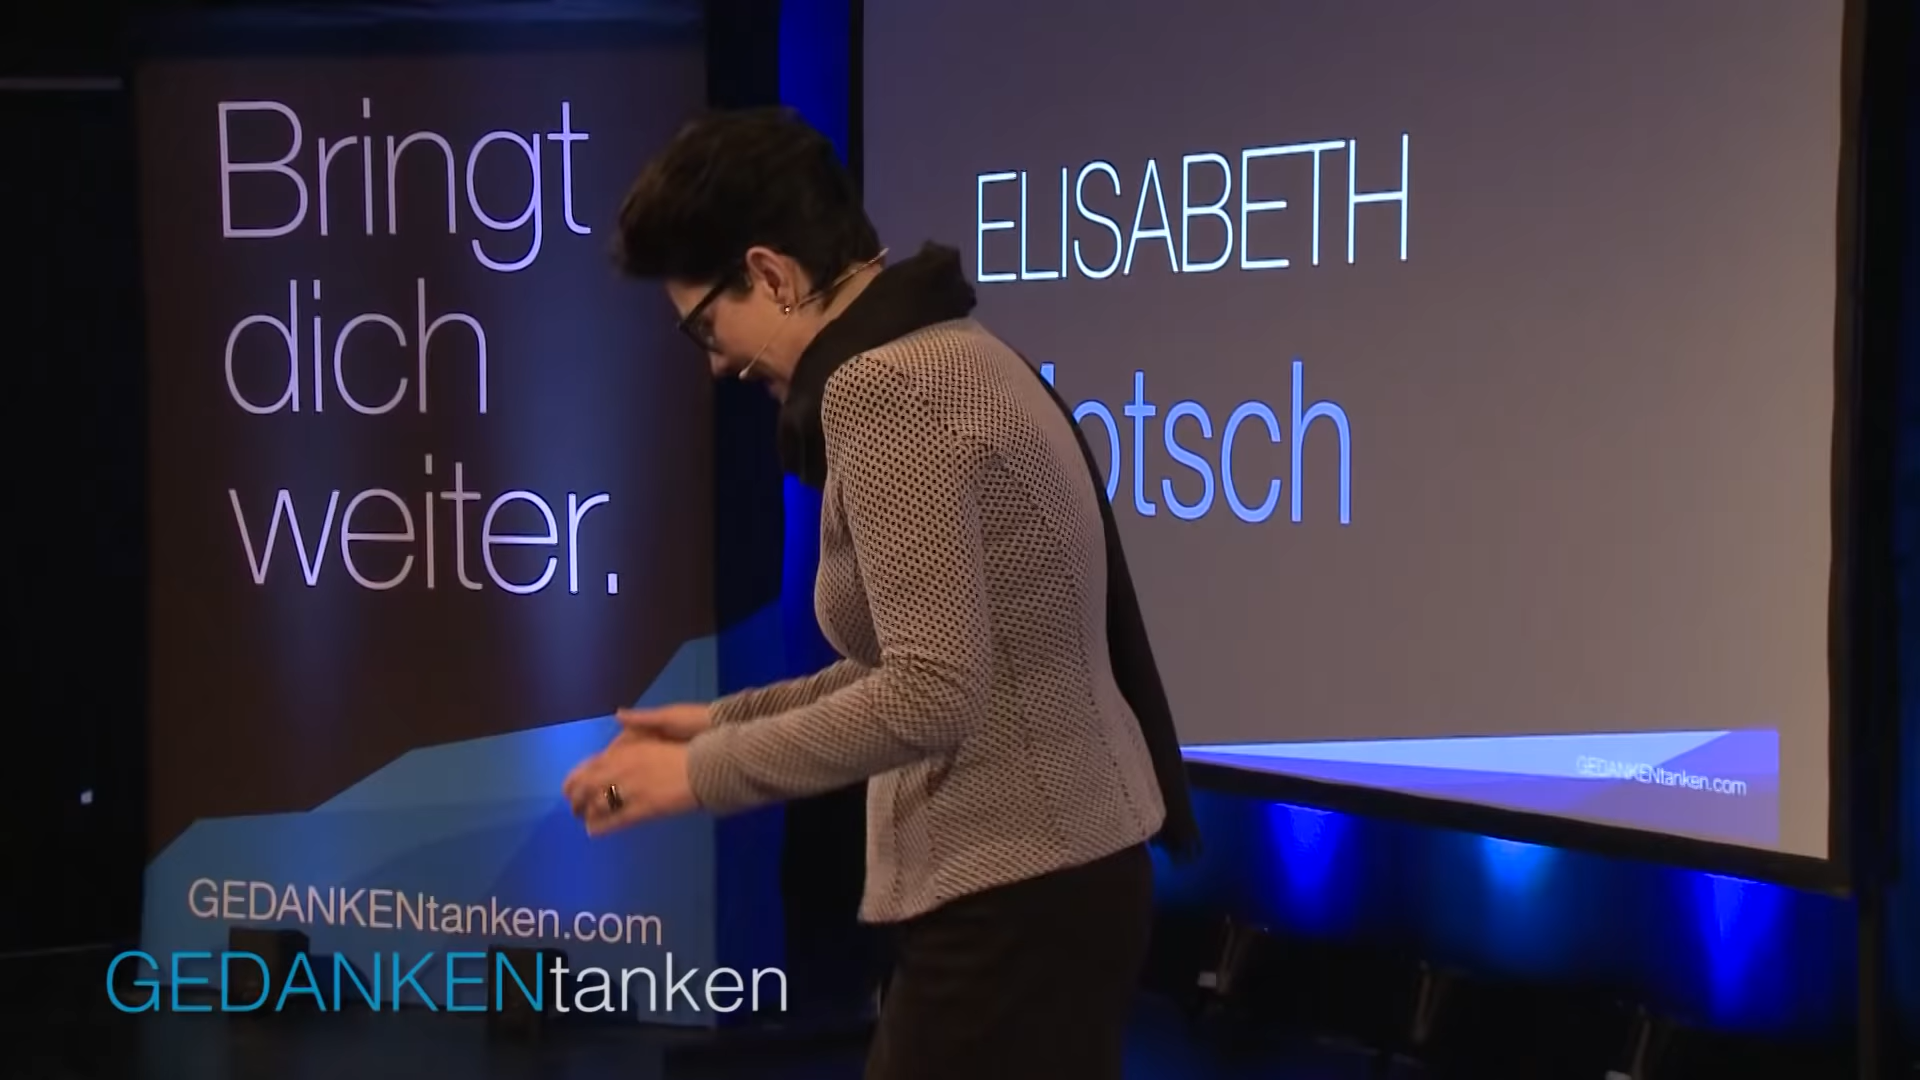 Bringt
dich
weiter.
ELISABETH
GEDANKENtanken.com
GEDANKENtanken.com
GEDANKENtanken